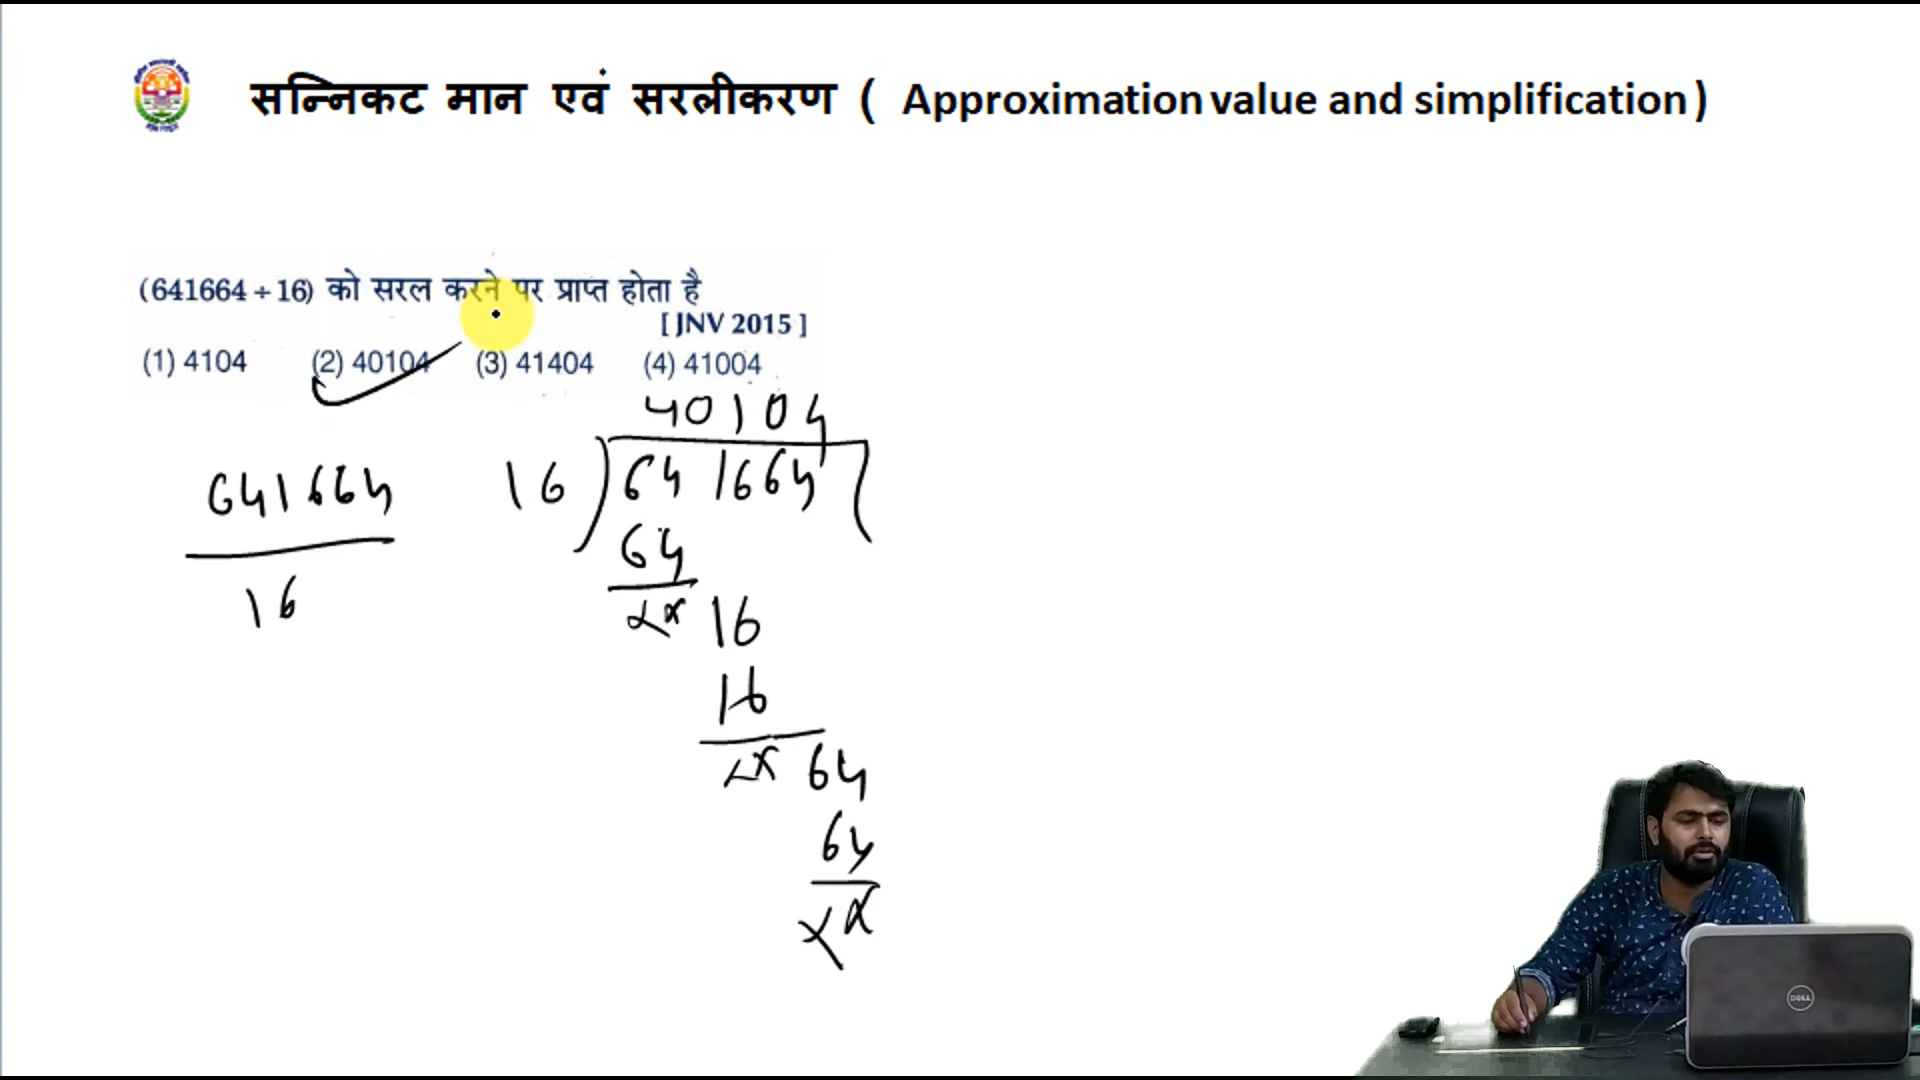 सन्निकट मान एवं सरलीकरण ( Approximation value and simplification)
(641664 ÷ 16) को सरल करने पर प्राप्त होता है
[ JNV 2015 ]
(1) 4104 (2) 40104 (3) 41404 (4) 41004
40104
641664
16
16 ) 641664 (
64
×× 16
16
×× 64
64
××
DELL